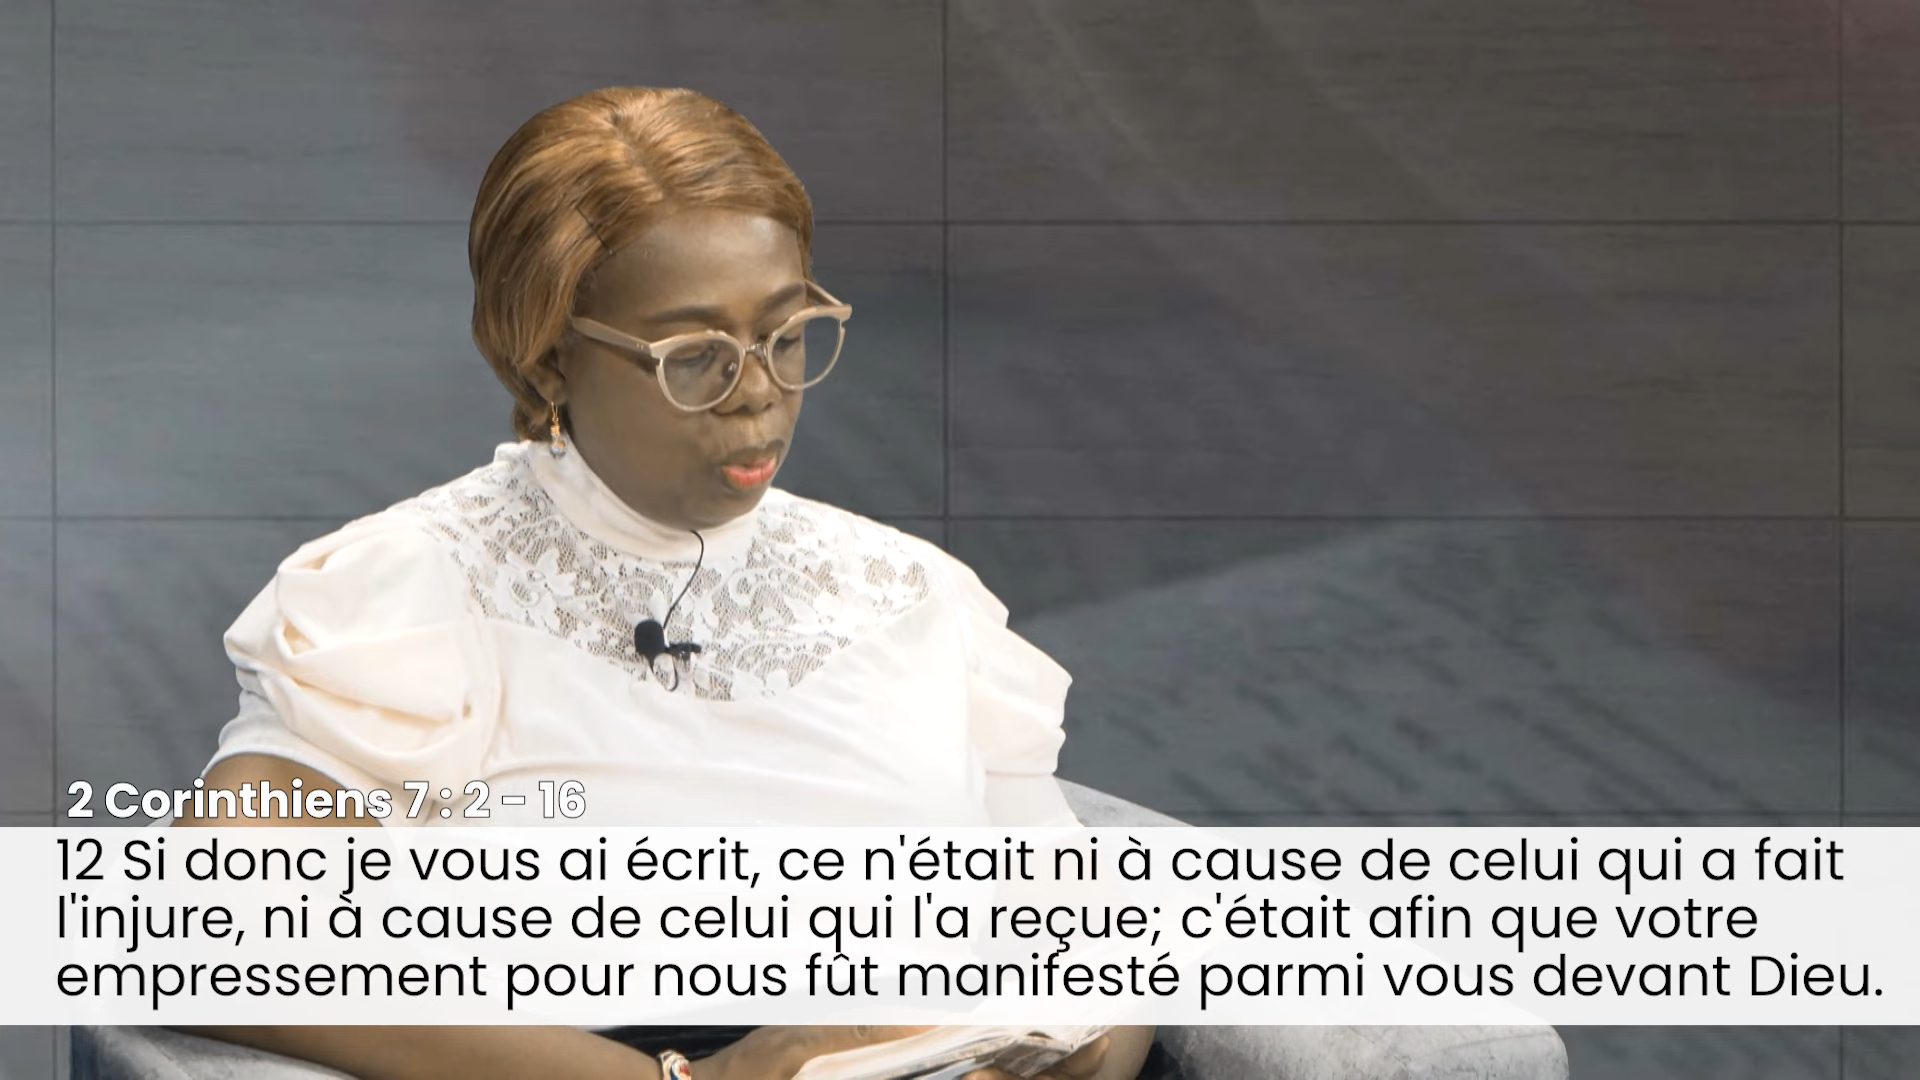 2 Corinthiens 7 : 2 - 16
12 Si donc je vous ai écrit, ce n'était ni à cause de celui qui a fait
l'injure, ni à cause de celui qui l'a reçue; c'était afin que votre
empressement pour nous fût manifesté parmi vous devant Dieu.